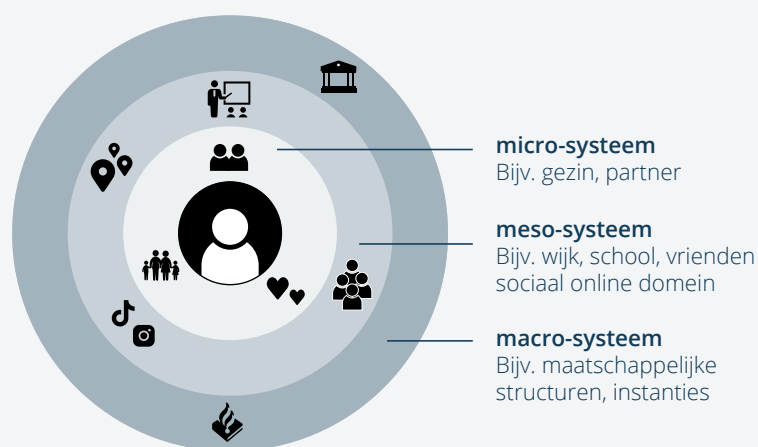 micro-systeem
Bijv. gezin, partner
meso-systeem
Bijv. wijk, school, vrienden
sociaal online domein
macro-systeem
Bijv. maatschappelijke
structuren, instanties